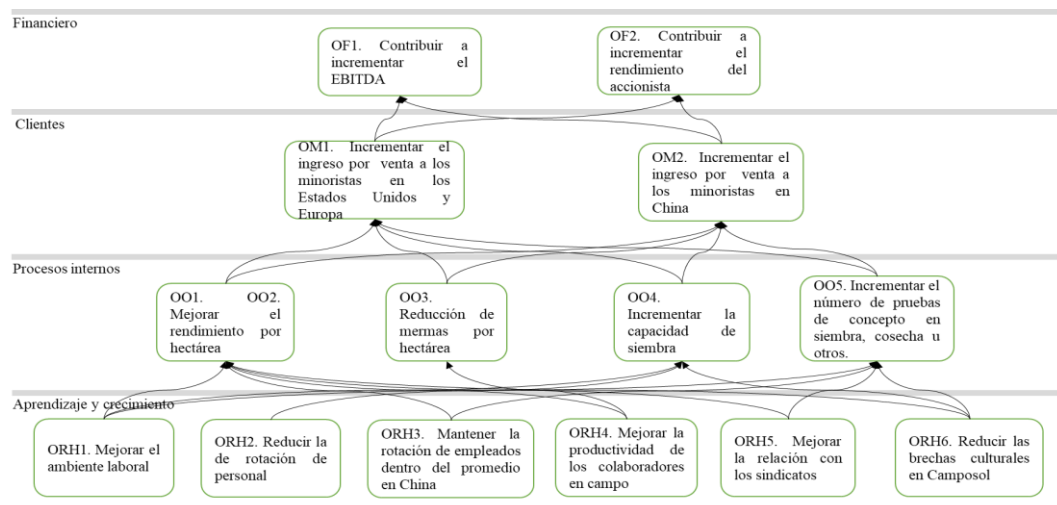 Financiero
OF1. Contribuir a
incrementar el
EBITDA
OF2. Contribuir a
incrementar el
rendimiento del
accionista
Clientes
OM1. Incrementar el
ingreso por venta a los
minoristas en los
Estados Unidos y
Europa
OM2. Incrementar el
ingreso por venta a
los minoristas en
China
Procesos internos
OO1. OO2.
Mejorar el
rendimiento por
hectárea
OO3.
Reducción de
mermas por
hectárea
OO4.
Incrementar la
capacidad de
siembra
OO5. Incrementar el
número de pruebas
de concepto en
siembra, cosecha u
otros.
Aprendizaje y crecimiento
ORH1. Mejorar el
ambiente laboral
ORH2. Reducir la
de rotación de
personal
ORH3. Mantener la
rotación de empleados
dentro del promedio
en China
ORH4. Mejorar la
productividad de
los colaboradores
en campo
ORH5. Mejorar
la relación con
los sindicatos
ORH6. Reducir las
brechas culturales
en Camposol